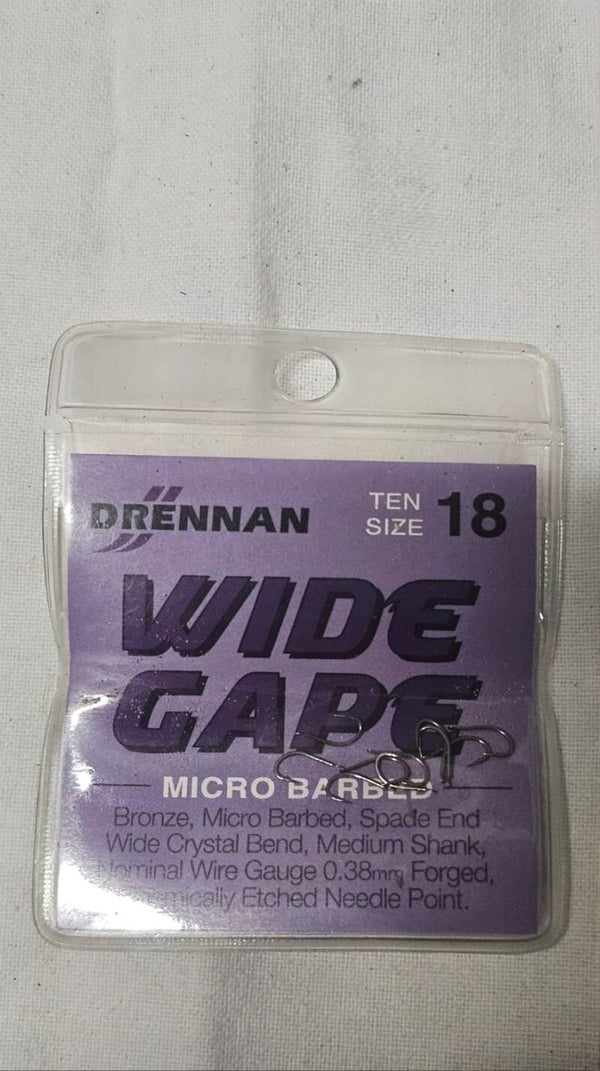 DRENNAN
TEN SIZE 18
WIDE
GAPE
MICRO BARBED
Bronze, Micro Barbed, Spade End
Wide Crystal Bend, Medium Shank,
Nominal Wire Gauge 0.38mm Forged,
Chemically Etched Needle Point.